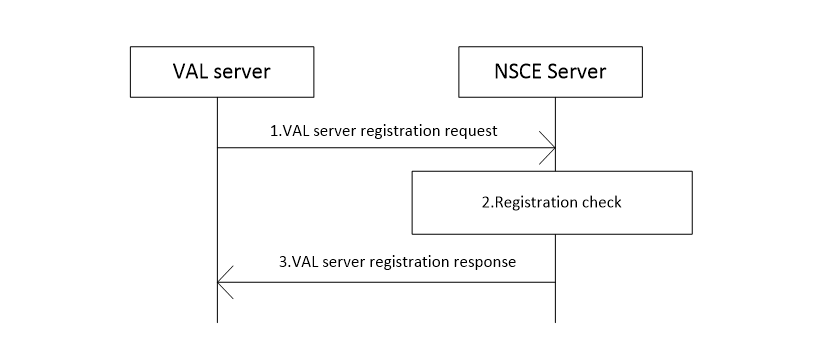 VAL server
NSCE Server
1.VAL server registration request
2.Registration check
3.VAL server registration response